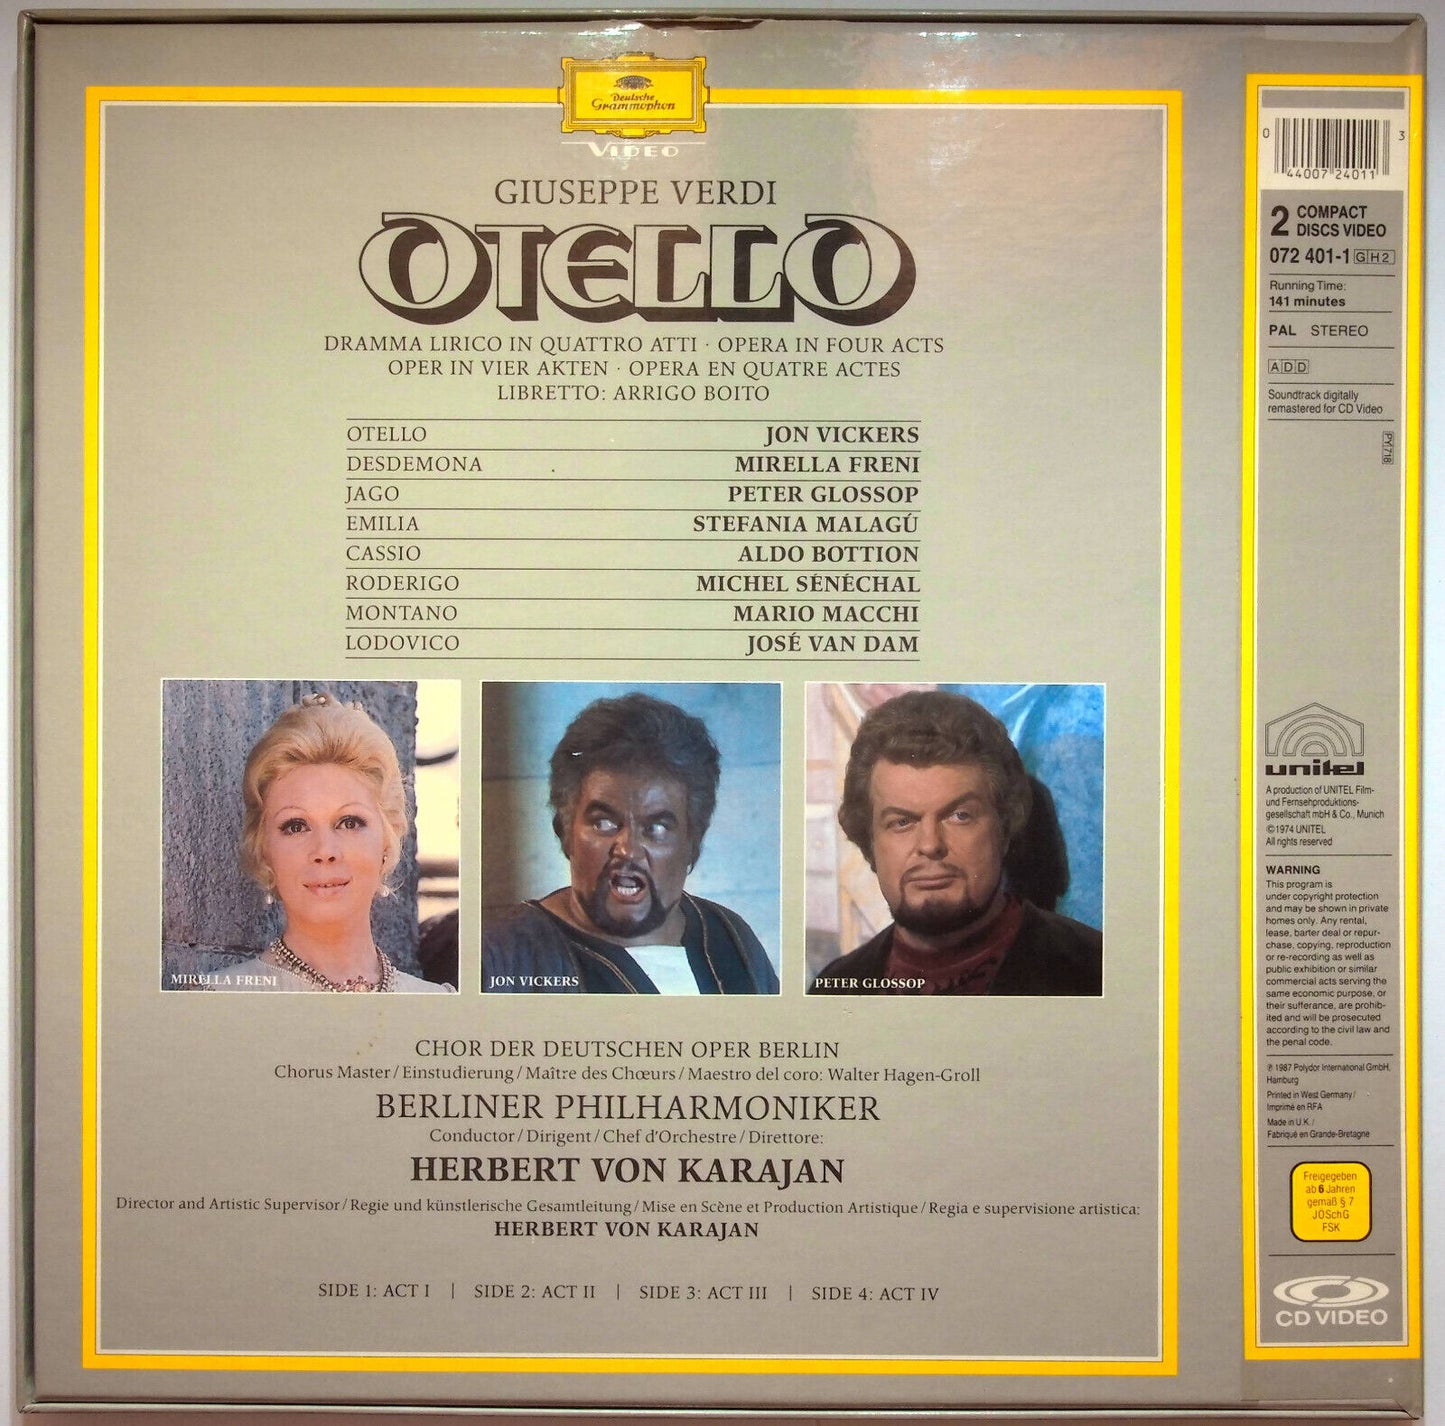 Deutsche
Grammophon
VIDEO
GIUSEPPE VERDI
OTELLO
DRAMMA LIRICO IN QUATTRO ATTI · OPERA IN FOUR ACTS
OPER IN VIER AKTEN · OPERA EN QUATRE ACTES
LIBRETTO: ARRIGO BOITO
OTELLO JON VICKERS
DESDEMONA MIRELLA FRENI
JAGO PETER GLOSSOP
EMILIA STEFANIA MALAGÚ
CASSIO ALDO BOTTION
RODERIGO MICHEL SÉNÉCHAL
MONTANO MARIO MACCHI
LODOVICO JOSÉ VAN DAM
MIRELLA FRENI
JON VICKERS
PETER GLOSSOP
CHOR DER DEUTSCHEN OPER BERLIN
Chorus Master / Einstudierung / Maître des Chœurs / Maestro del coro: Walter Hagen-Groll
BERLINER PHILHARMONIKER
Conductor / Dirigent / Chef d'Orchestre / Direttore:
HERBERT VON KARAJAN
Director and Artistic Supervisor / Regie und künstlerische Gesamtleitung / Mise en Scène et Production Artistique / Regia e supervisione artistica:
HERBERT VON KARAJAN
SIDE 1: ACT I | SIDE 2: ACT II | SIDE 3: ACT III | SIDE 4: ACT IV
0 44007 24011 3
2 COMPACT
DISCS VIDEO
072 401-1 GH2
Running Time:
141 minutes
PAL STEREO
ADD
Soundtrack digitally
remastered for CD Video
PY718
unitel
A production of UNITEL Film-
und Fernsehproduktions-
gesellschaft mbH & Co., Munich
©1974 UNITEL
All rights reserved
WARNING
This program is
under copyright protection
and may be shown in private
homes only. Any rental,
lease, barter deal or repur-
chase, copying, reproduction
or re-recording as well as
public exhibition or similar
commercial acts serving the
same economic purpose, or
their sufferance, are prohib-
ited and will be prosecuted
according to the civil law and
the penal code.
℗ 1987 Polydor International GmbH,
Hamburg
Printed in West Germany /
Imprimé en RFA
Made in U.K. /
Fabriqué en Grande-Bretagne
Freigegeben
ab 6 Jahren
gemäß § 7
JÖSchG
FSK
CD VIDEO